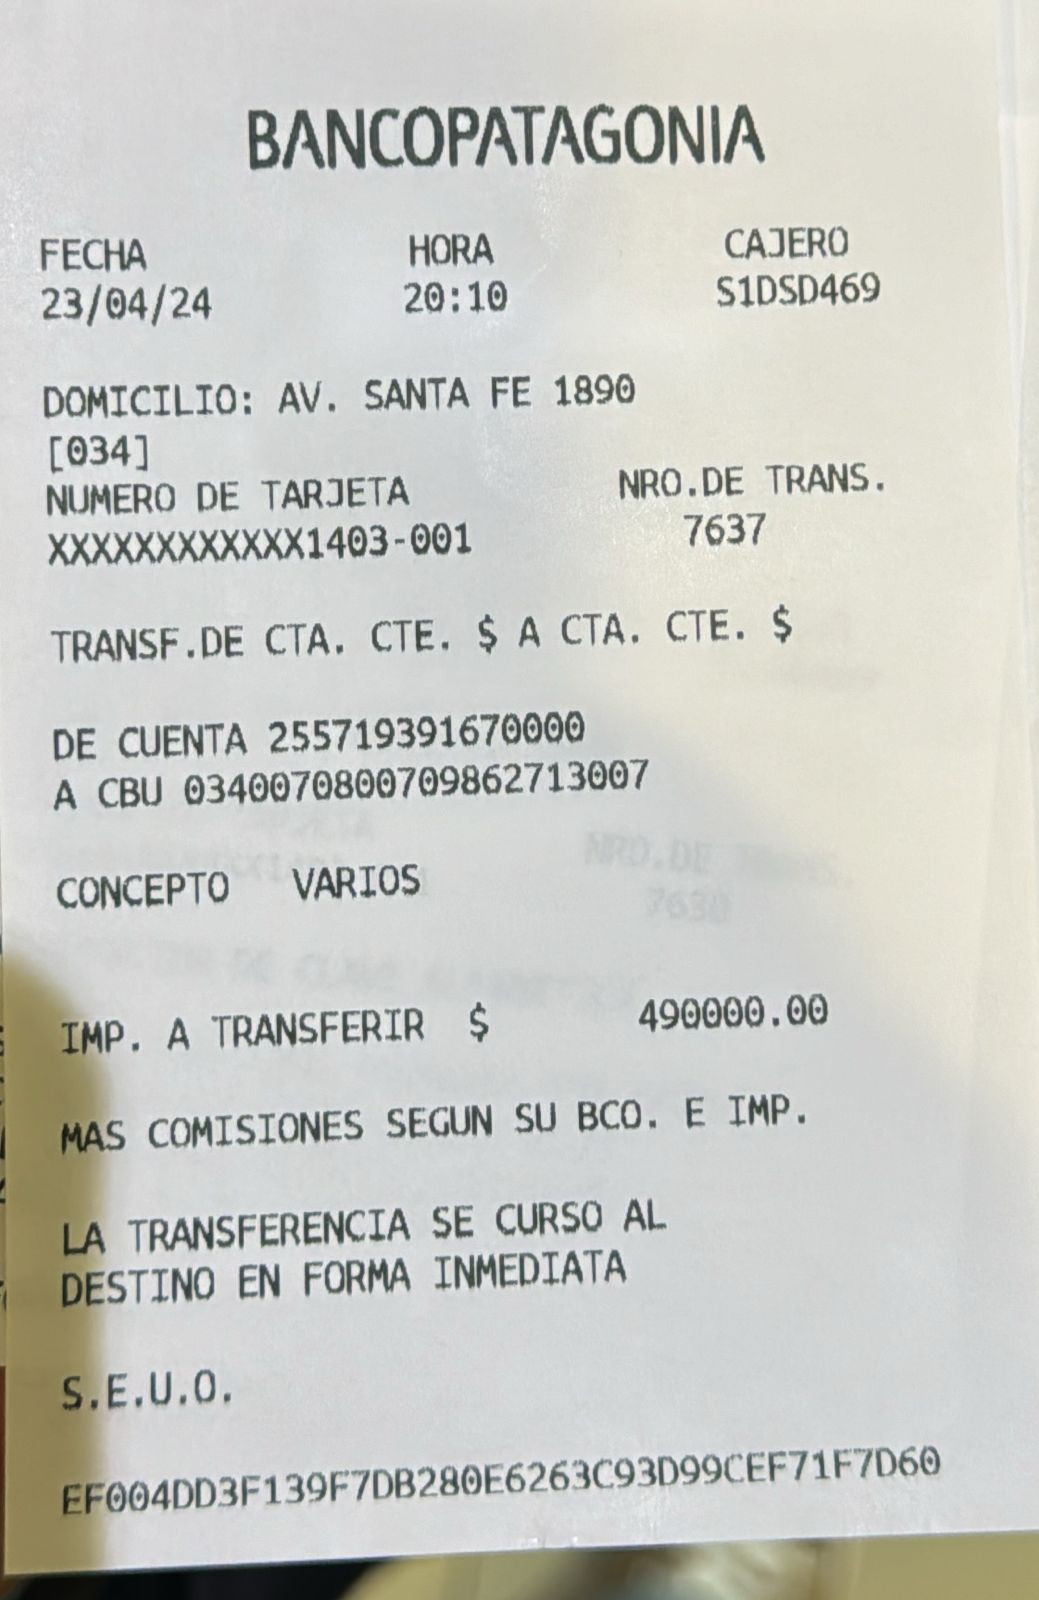 BANCOPATAGONIA
FECHA HORA CAJERO
23/04/24 20:10 S1DSD469
DOMICILIO: AV. SANTA FE 1890
[034]
NUMERO DE TARJETA NRO.DE TRANS.
XXXXXXXXXXXX1403-001 7637
TRANSF.DE CTA. CTE. $ A CTA. CTE. $
DE CUENTA 255719391670000
A CBU 0340070800709862713007
CONCEPTO VARIOS
IMP. A TRANSFERIR $ 490000.00
MAS COMISIONES SEGUN SU BCO. E IMP.
LA TRANSFERENCIA SE CURSO AL
DESTINO EN FORMA INMEDIATA
S.E.U.O.
EF004DD3F139F7DB280E6263C93D99CEF71F7D60